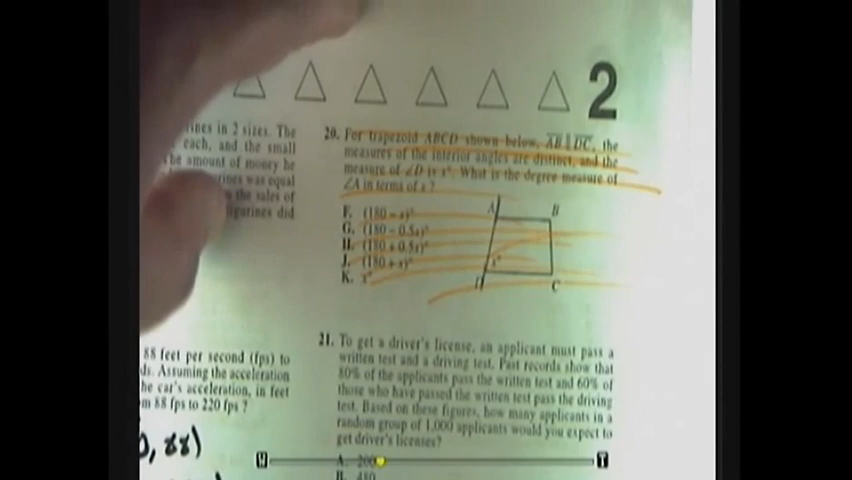 2
rines in 2 sizes. The
each, and the small
he amount of money he
rines was equal
the sales of
figurines did
20. For trapezoid ABCD shown below, AB ∥ DC, the
measures of the interior angles are distinct, and the
measure of ∠D is x°. What is the degree measure of
∠A in terms of x ?
F. (180 – x)°
G. (180 – 0.5x)°
H. (180 + 0.5x)°
J. (180 + x)°
K. x°
A
B
x°
D
C
88 feet per second (fps) to
ds. Assuming the acceleration
he car's acceleration, in feet
m 88 fps to 220 fps ?
, 88)
21. To get a driver's license, an applicant must pass a
written test and a driving test. Past records show that
80% of the applicants pass the written test and 60% of
those who have passed the written test pass the driving
test. Based on these figures, how many applicants in a
random group of 1,000 applicants would you expect to
get driver's licenses?
A. 200
B. 480
W
T